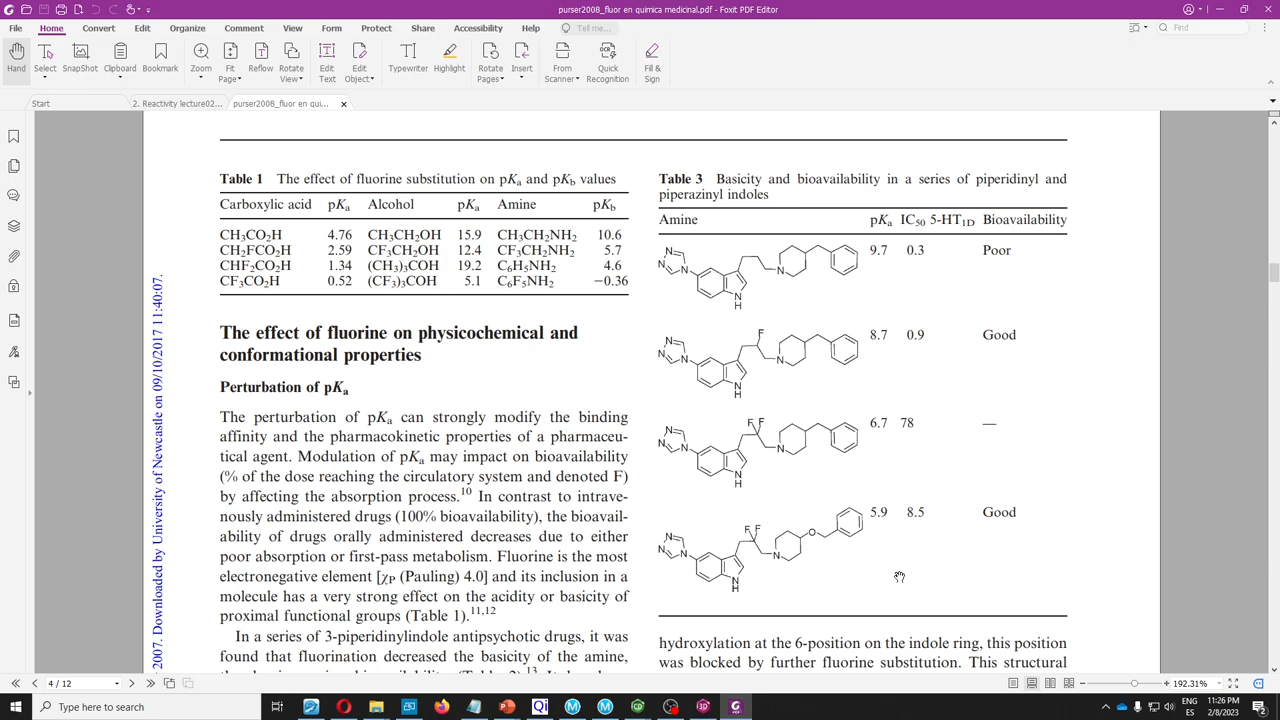 purser2008_fluor en quimica medicinal.pdf - Foxit PDF Editor
File Home Convert Edit Organize Comment View Form Protect Share Accessibility Help Tell me... Find
Hand Select SnapShot Clipboard Bookmark Zoom Fit Page Reflow Rotate View Edit Text Edit Object Typewriter Highlight Rotate Pages Insert From Scanner Quick Recognition Fill & Sign
Start 2. Reactivity lecture02... purser2008_fluor en qui...
Table 1 The effect of fluorine substitution on pKa and pKb values
Carboxylic acid pKa Alcohol pKa Amine pKb
CH3CO2H 4.76 CH3CH2OH 15.9 CH3CH2NH2 10.6
CH2FCO2H 2.59 CF3CH2OH 12.4 CF3CH2NH2 5.7
CHF2CO2H 1.34 (CH3)3COH 19.2 C6H5NH2 4.6
CF3CO2H 0.52 (CF3)3COH 5.1 C6F5NH2 −0.36
The effect of fluorine on physicochemical and
conformational properties
Perturbation of pKa
The perturbation of pKa can strongly modify the binding
affinity and the pharmacokinetic properties of a pharmaceu-
tical agent. Modulation of pKa may impact on bioavailability
(% of the dose reaching the circulatory system and denoted F)
by affecting the absorption process.10 In contrast to intrave-
nously administered drugs (100% bioavailability), the bioavail-
ability of drugs orally administered decreases due to either
poor absorption or first-pass metabolism. Fluorine is the most
electronegative element [χP (Pauling) 4.0] and its inclusion in a
molecule has a very strong effect on the acidity or basicity of
proximal functional groups (Table 1).11,12
In a series of 3-piperidinylindole antipsychotic drugs, it was
found that fluorination decreased the basicity of the amine,
Table 3 Basicity and bioavailability in a series of piperidinyl and
piperazinyl indoles
Amine pKa IC50 5-HT1D Bioavailability
N N N N N H 9.7 0.3 Poor
N N N F N N H 8.7 0.9 Good
N N N F F N N H 6.7 78 —
N N N F F N O N H 5.9 8.5 Good
hydroxylation at the 6-position on the indole ring, this position
was blocked by further fluorine substitution. This structural
2007. Downloaded by University of Newcastle on 09/10/2017 11:40:07.
4 / 12 192.31%
Type here to search
ENG
ES
11:26 PM
2/8/2023